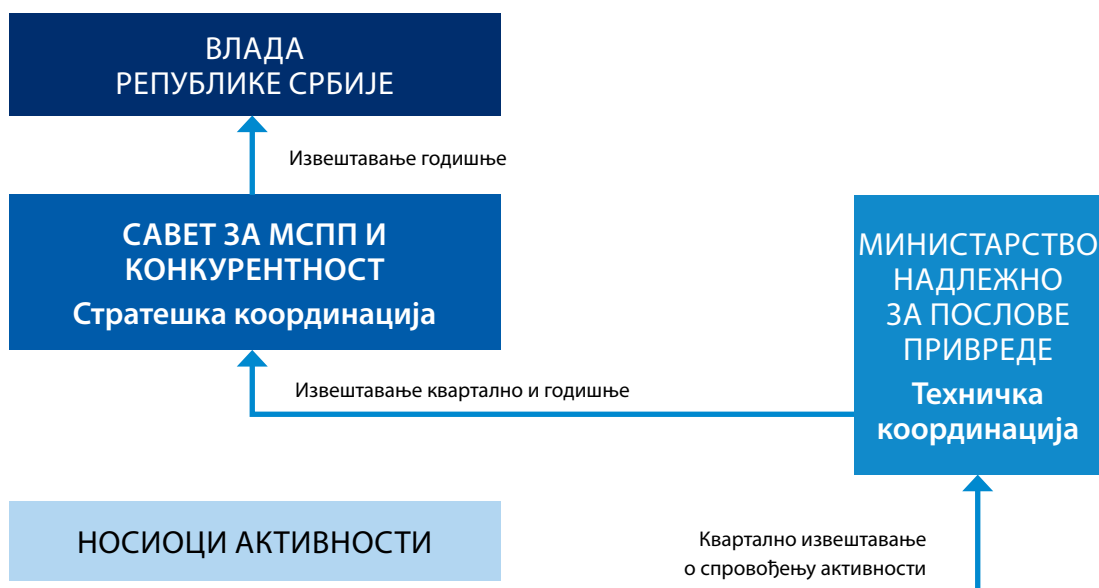 ВЛАДА
РЕПУБЛИКЕ СРБИЈЕ
Извештавање годишње
САВЕТ ЗА МСПП И
КОНКУРЕНТНОСТ
Стратешка координација
МИНИСТАРСТВО
НАДЛЕЖНО
ЗА ПОСЛОВЕ
ПРИВРЕДЕ
Техничка
координација
Извештавање квартално и годишње
НОСИОЦИ АКТИВНОСТИ
Квартално извештавање
о спровођењу активности